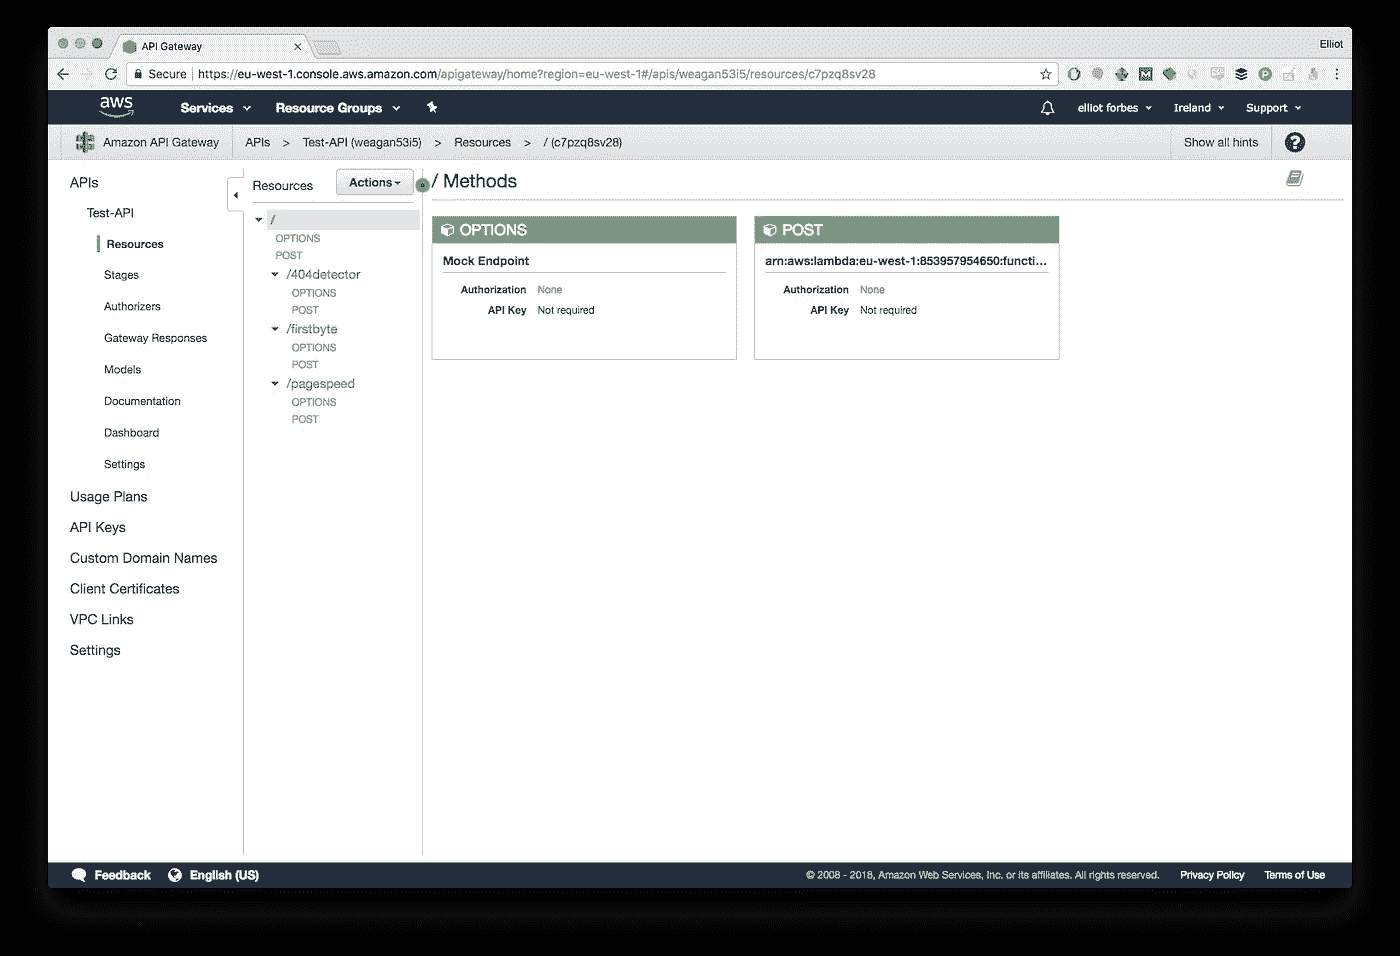 API Gateway
Elliot
Secure https://eu-west-1.console.aws.amazon.com/apigateway/home?region=eu-west-1#/apis/weagan53i5/resources/c7pzq8sv28
aws Services Resource Groups elliot forbes Ireland Support
Amazon API Gateway APIs > Test-API (weagan53i5) > Resources > / (c7pzq8sv28) Show all hints ?
APIs
Test-API
Resources
Stages
Authorizers
Gateway Responses
Models
Documentation
Dashboard
Settings
Usage Plans
API Keys
Custom Domain Names
Client Certificates
VPC Links
Settings
Resources Actions
/
OPTIONS
POST
/404detector
OPTIONS
POST
/firstbyte
OPTIONS
POST
/pagespeed
OPTIONS
POST
/ Methods
OPTIONS
Mock Endpoint
Authorization None
API Key Not required
POST
arn:aws:lambda:eu-west-1:853957954650:functi...
Authorization None
API Key Not required
Feedback English (US) © 2008 - 2018, Amazon Web Services, Inc. or its affiliates. All rights reserved. Privacy Policy Terms of Use